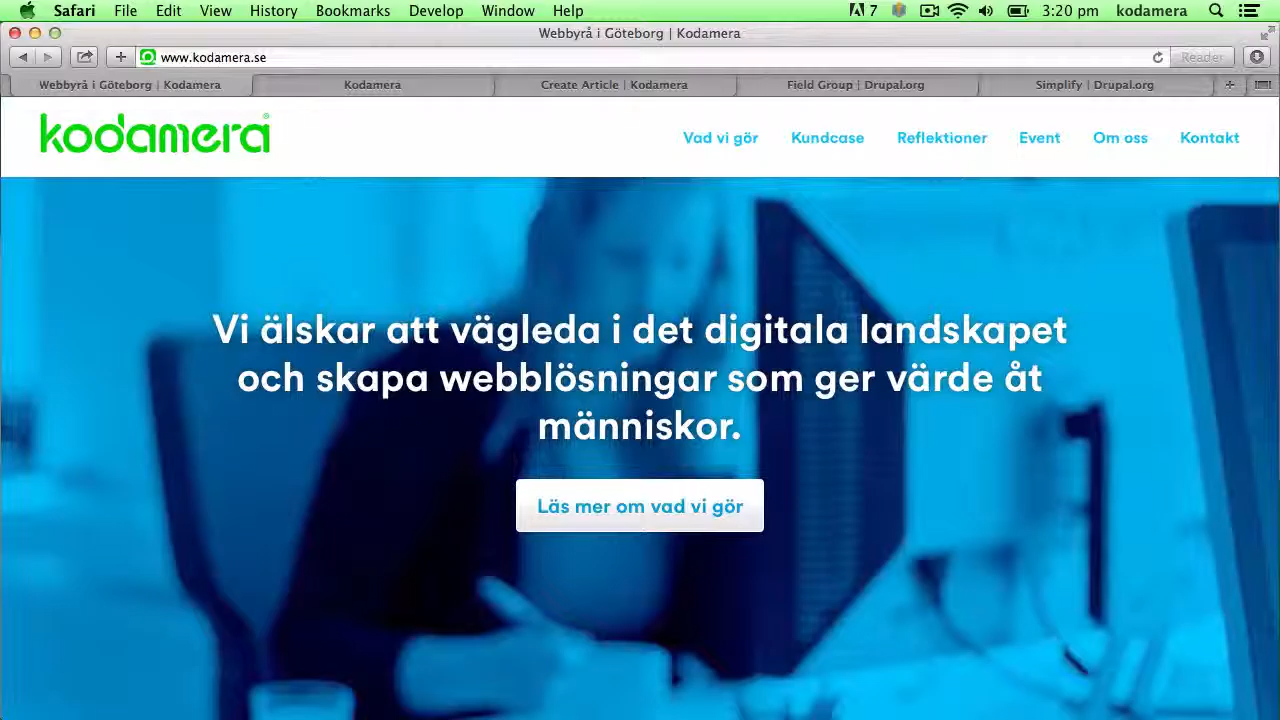 Safari File Edit View History Bookmarks Develop Window Help 7 3:20 pm kodamera
Webbyrå i Göteborg | Kodamera
www.kodamera.se Reader
Webbyrå i Göteborg | Kodamera Kodamera Create Article | Kodamera Field Group | Drupal.org Simplify | Drupal.org
kodamera® Vad vi gör Kundcase Reflektioner Event Om oss Kontakt
Vi älskar att vägleda i det digitala landskapet
och skapa webblösningar som ger värde åt
människor.
Läs mer om vad vi gör